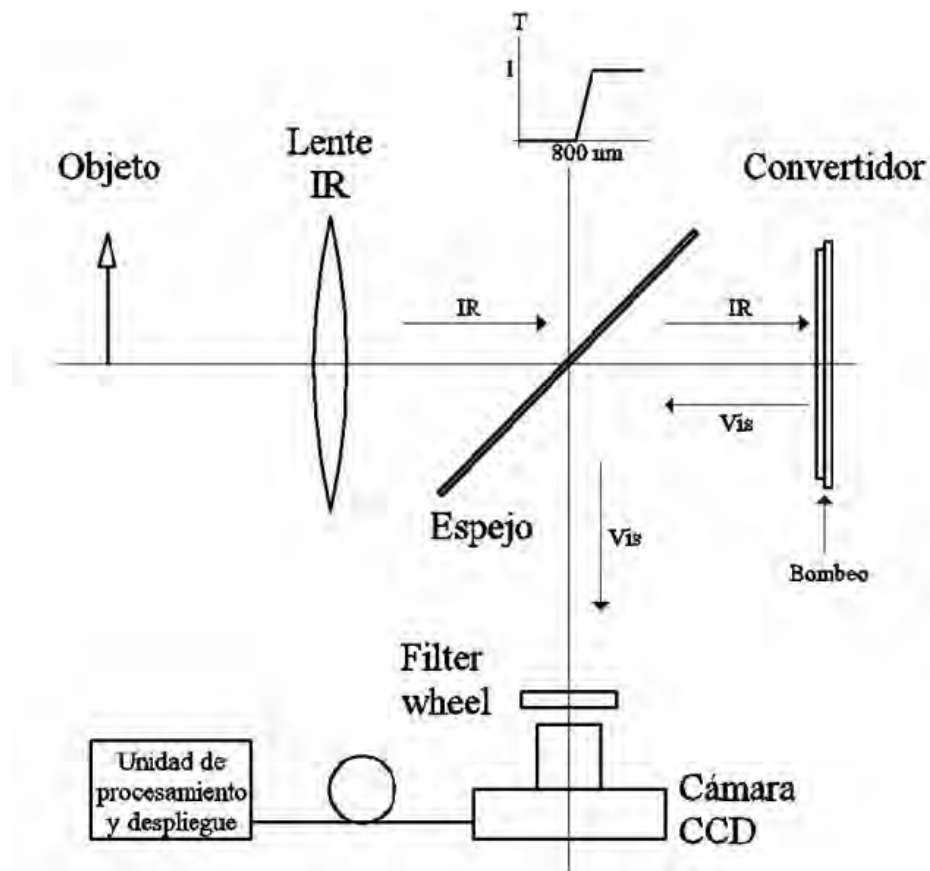 T
I
800 nm
Objeto
Lente
IR
Convertidor
IR
IR
Vis
Espejo
Vis
Bombeo
Filter
wheel
Unidad de
procesamiento
y despliegue
Cámara
CCD